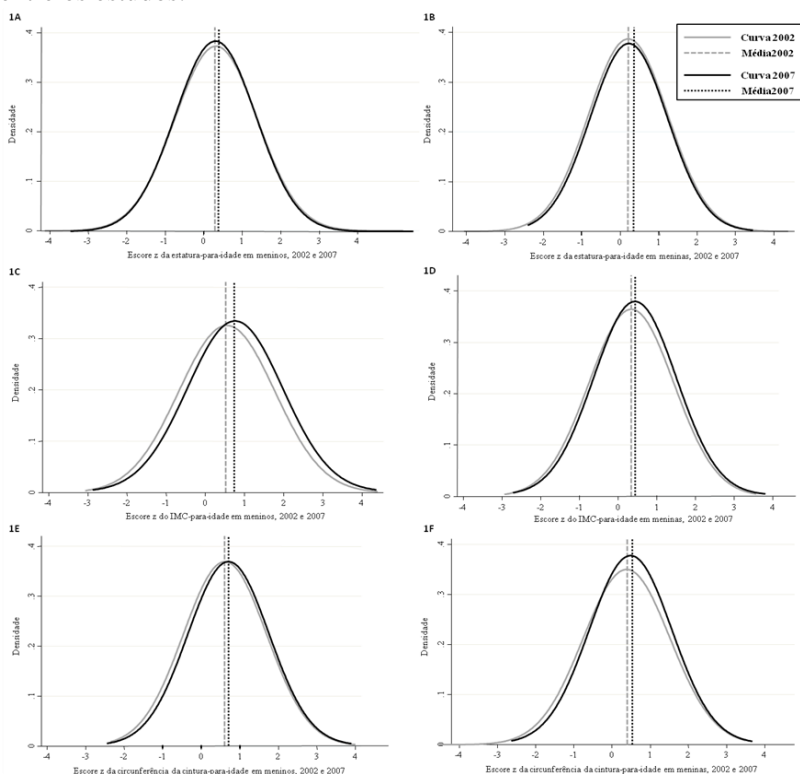 1A
.4
.3
.2
.1
0
Densidade
-4 -3 -2 -1 0 1 2 3 4 5
Escore z da estatura-para-idade em meninos, 2002 e 2007
1B
Curva 2002
Média2002
Curva 2007
Média2007
.4
.3
.2
.1
0
Densidade
-4 -3 -2 -1 0 1 2 3 4
Escore z da estatura-para-idade em meninas, 2002 e 2007
1C
.4
.3
.2
.1
0
Densidade
-4 -3 -2 -1 0 1 2 3 4
Escore z do IMC-para-idade em meninos, 2002 e 2007
1D
.4
.3
.2
.1
0
Densidade
-4 -3 -2 -1 0 1 2 3 4
Escore z do IMC-para-idade em meninas, 2002 e 2007
1E
.4
.3
.2
.1
0
Densidade
-4 -3 -2 -1 0 1 2 3 4
Escore z da circunferência da cintura-para-idade em meninos, 2002 e 2007
1F
.4
.3
.2
.1
0
Densidade
-4 -3 -2 -1 0 1 2 3 4
Escore z da circunferência da cintura-para-idade em meninas, 2002 e 2007